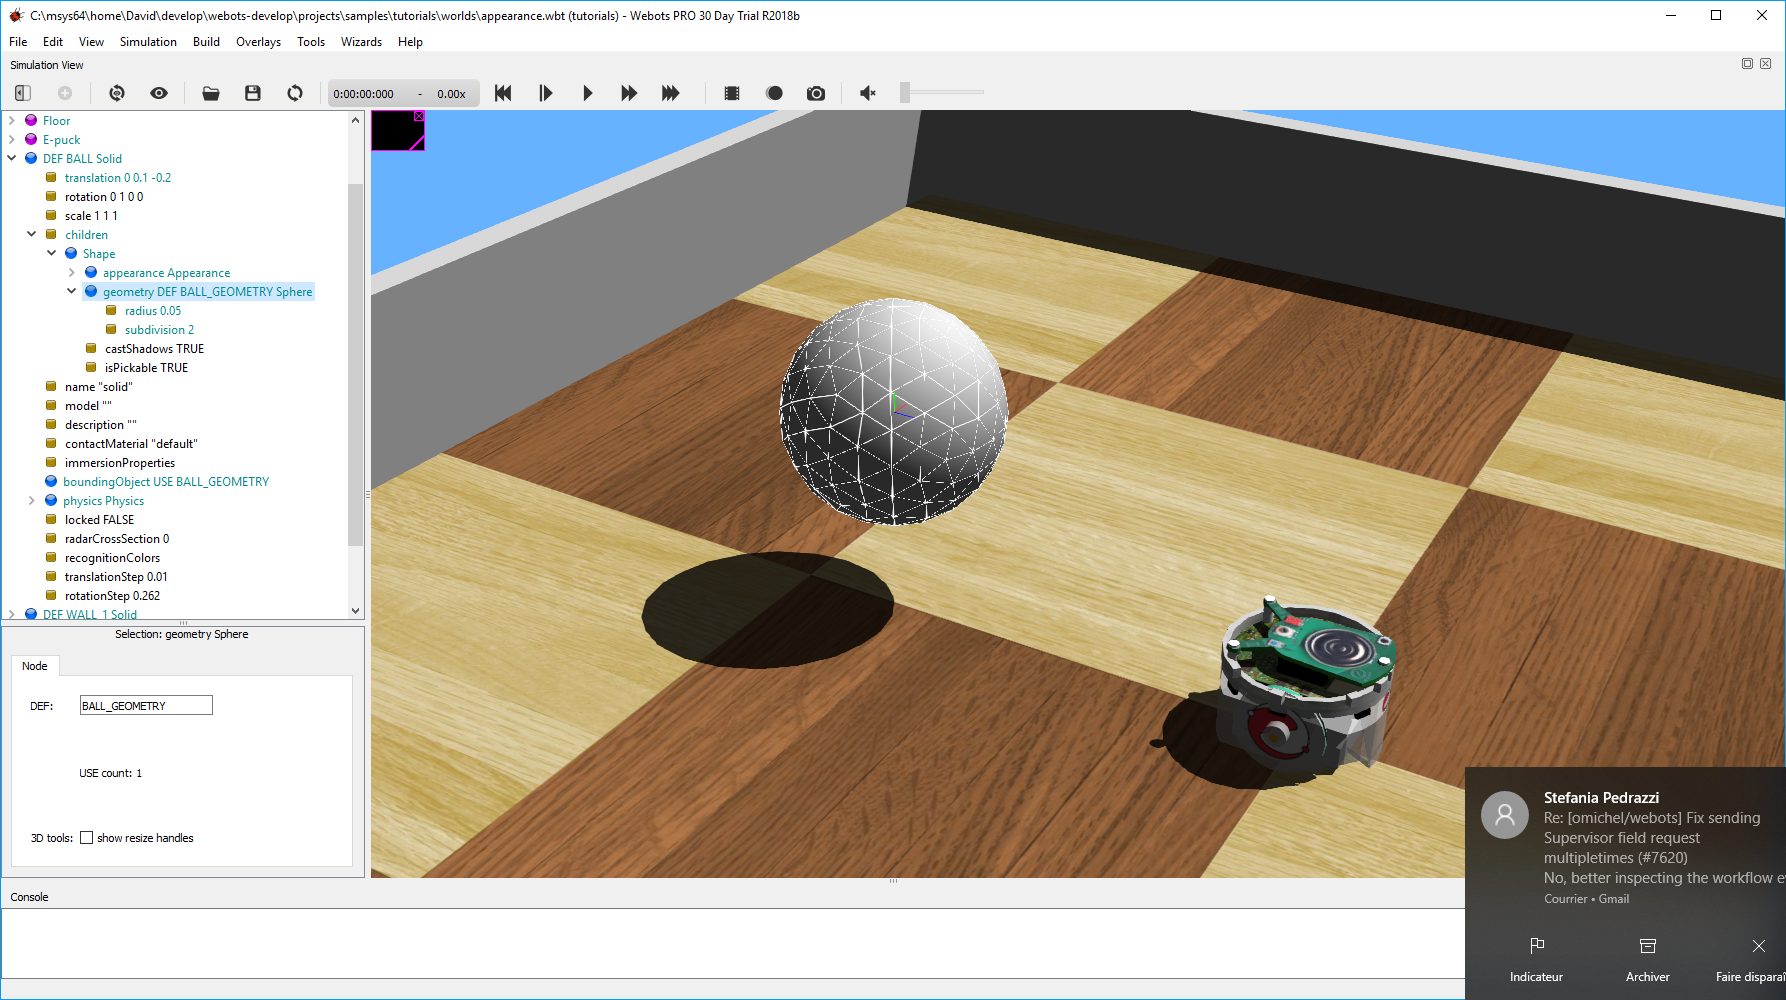 C:\msys64\home\David\develop\webots-develop\projects\samples\tutorials\worlds\appearance.wbt (tutorials) - Webots PRO 30 Day Trial R2018b
File Edit View Simulation Build Overlays Tools Wizards Help
Simulation View
0:00:00:000 - 0.00x
Floor
E-puck
DEF BALL Solid
translation 0 0.1 -0.2
rotation 0 1 0 0
scale 1 1 1
children
Shape
appearance Appearance
geometry DEF BALL_GEOMETRY Sphere
radius 0.05
subdivision 2
castShadows TRUE
isPickable TRUE
name "solid"
model ""
description ""
contactMaterial "default"
immersionProperties
boundingObject USE BALL_GEOMETRY
physics Physics
locked FALSE
radarCrossSection 0
recognitionColors
translationStep 0.01
rotationStep 0.262
DEF WALL_1 Solid
Selection: geometry Sphere
Node
DEF: BALL_GEOMETRY
USE count: 1
3D tools: show resize handles
Console
Stefania Pedrazzi
Re: [omichel/webots] Fix sending
Supervisor field request
multipletimes (#7620)
No, better inspecting the workflow e
Courrier • Gmail
Indicateur Archiver Faire disparaî